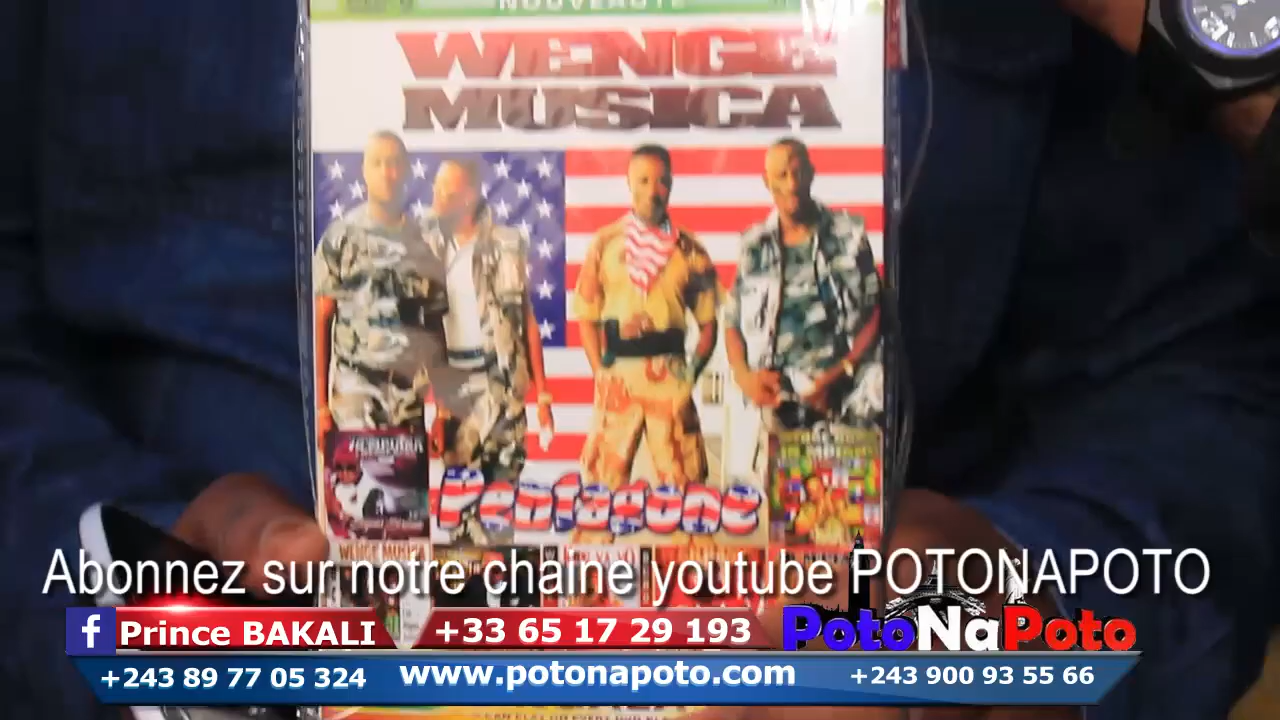 NOUVEAUTE
WENGE
MUSICA
Pentagone
WENGE MUSICA
Abonnez sur notre chaine youtube POTONAPOTO
f Prince BAKALI
+33 65 17 29 193
PotoNaPoto
+243 89 77 05 324
www.potonapoto.com
+243 900 93 55 66